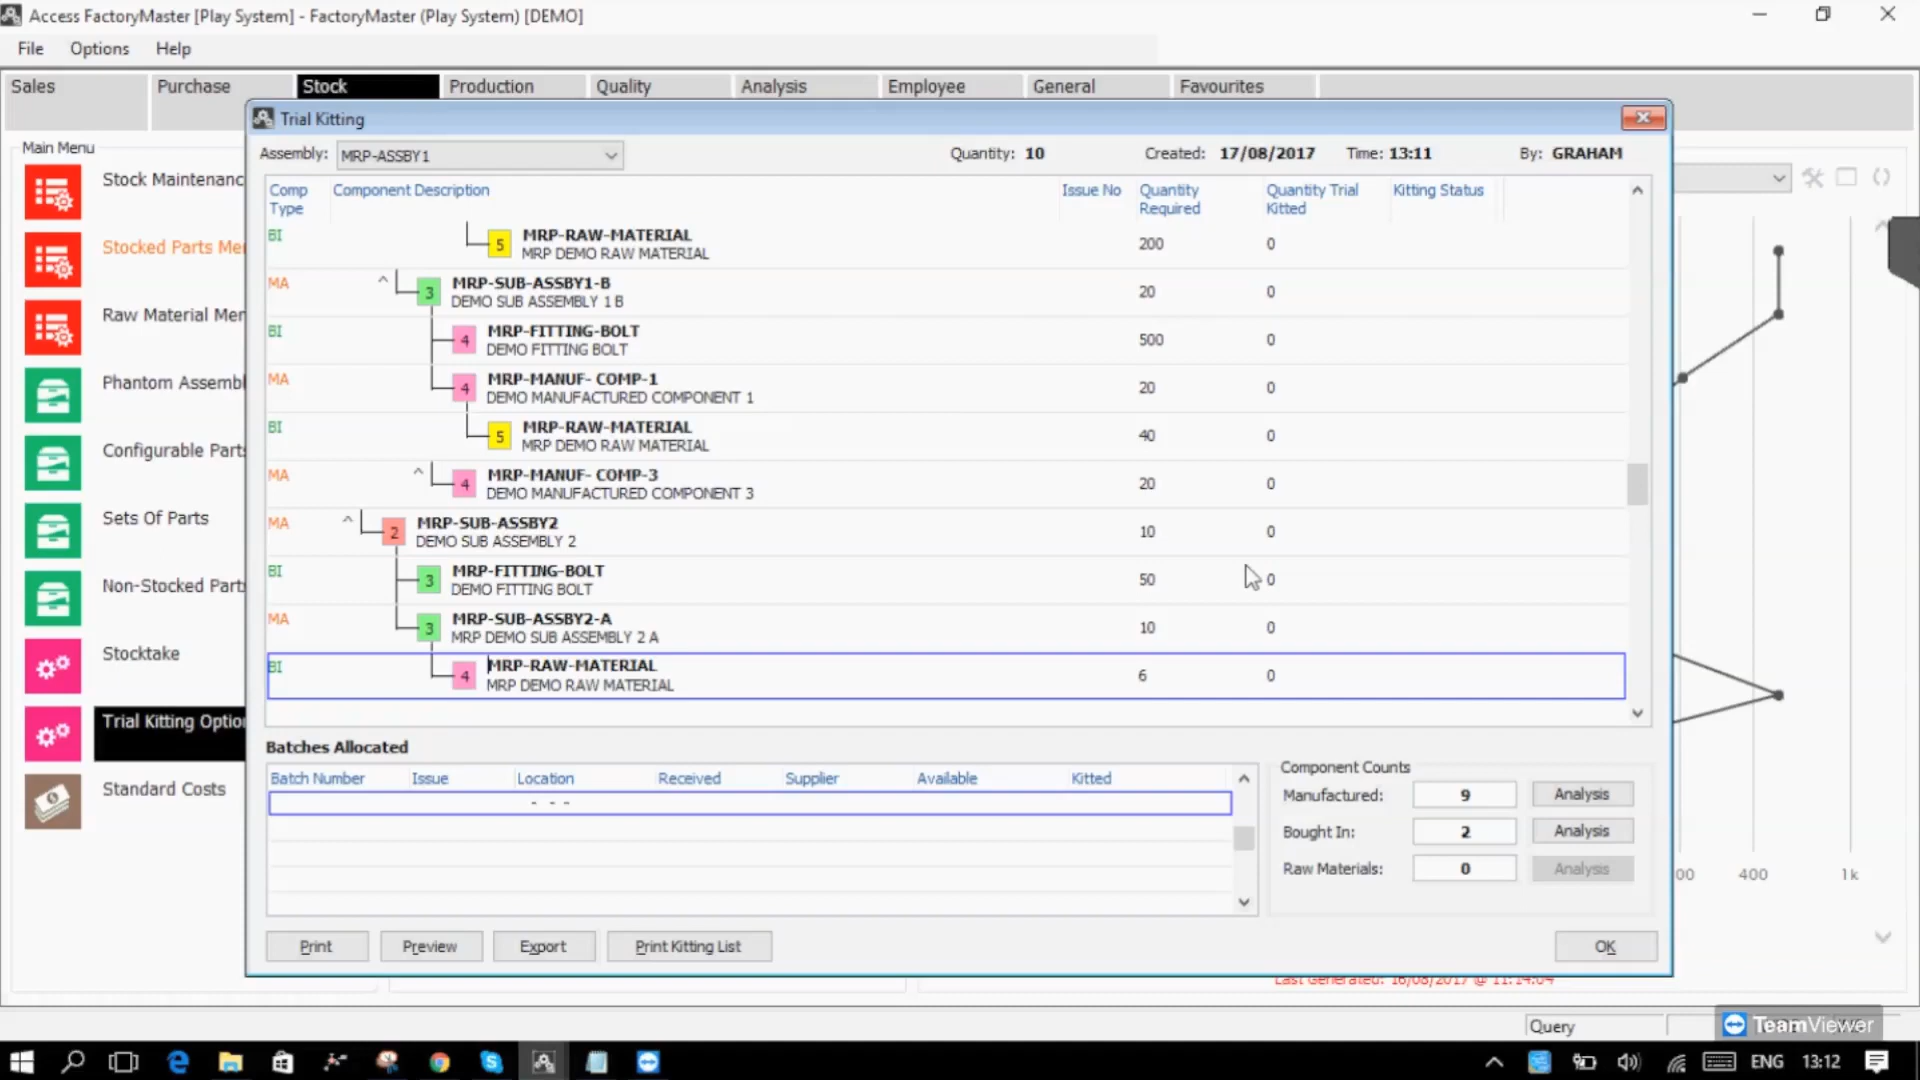 Access FactoryMaster [Play System] - FactoryMaster (Play System) [DEMO]
File Options Help
Sales Purchase Stock Production Quality Analysis Employee General Favourites
Main Menu
Stock Maintenanc
Stocked Parts Me
Raw Material Mer
Phantom Assembl
Configurable Part
Sets Of Parts
Non-Stocked Part
Stocktake
Trial Kitting Optio
Standard Costs
Trial Kitting
Assembly: MRP-ASSBY1 Quantity: 10 Created: 17/08/2017 Time: 13:11 By: GRAHAM
Comp Type Component Description Issue No Quantity Required Quantity Trial Kitted Kitting Status
BI 5 MRP-RAW-MATERIAL 200 0
MRP DEMO RAW MATERIAL
MA 3 MRP-SUB-ASSBY1-B 20 0
DEMO SUB ASSEMBLY 1 B
BI 4 MRP-FITTING-BOLT 500 0
DEMO FITTING BOLT
MA 4 MRP-MANUF- COMP-1 20 0
DEMO MANUFACTURED COMPONENT 1
BI 5 MRP-RAW-MATERIAL 40 0
MRP DEMO RAW MATERIAL
MA 4 MRP-MANUF- COMP-3 20 0
DEMO MANUFACTURED COMPONENT 3
MA 2 MRP-SUB-ASSBY2 10 0
DEMO SUB ASSEMBLY 2
BI 3 MRP-FITTING-BOLT 50 0
DEMO FITTING BOLT
MA 3 MRP-SUB-ASSBY2-A 10 0
MRP DEMO SUB ASSEMBLY 2 A
BI 4 MRP-RAW-MATERIAL 6 0
MRP DEMO RAW MATERIAL
Batches Allocated
Batch Number Issue Location Received Supplier Available Kitted
- - -
Component Counts
Manufactured: 9 Analysis
Bought In: 2 Analysis
Raw Materials: 0 Analysis
Print Preview Export Print Kitting List OK
00 400 1k
Last Generated: 16/08/2017 @ 11:14:04
Query
TeamViewer
ENG 13:12